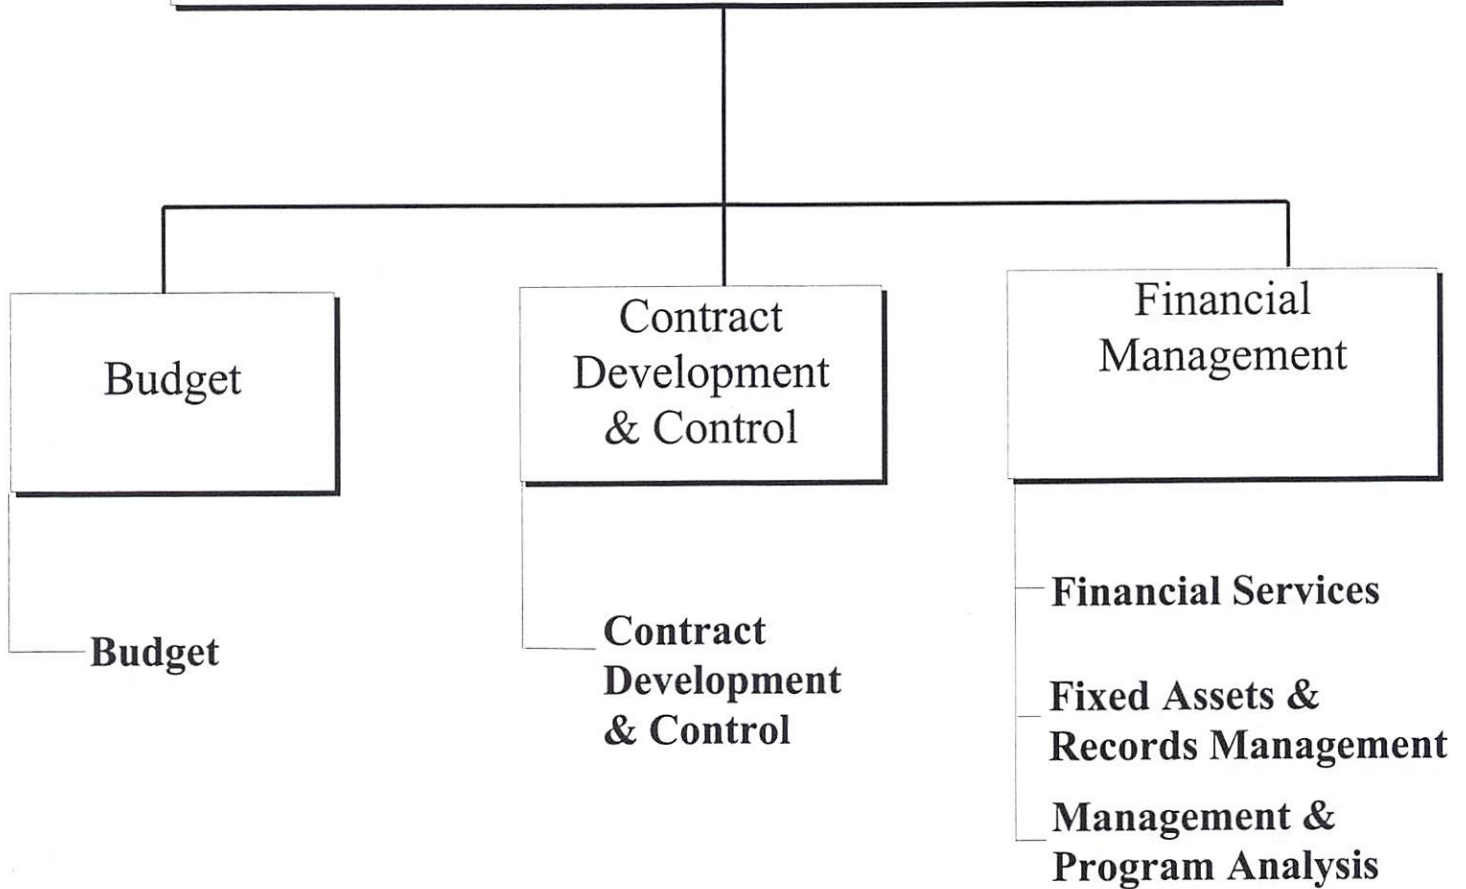 Budget
Contract
Development
& Control
Financial
Management
Budget
Contract
Development
& Control
Financial Services
Fixed Assets &
Records Management
Management &
Program Analysis